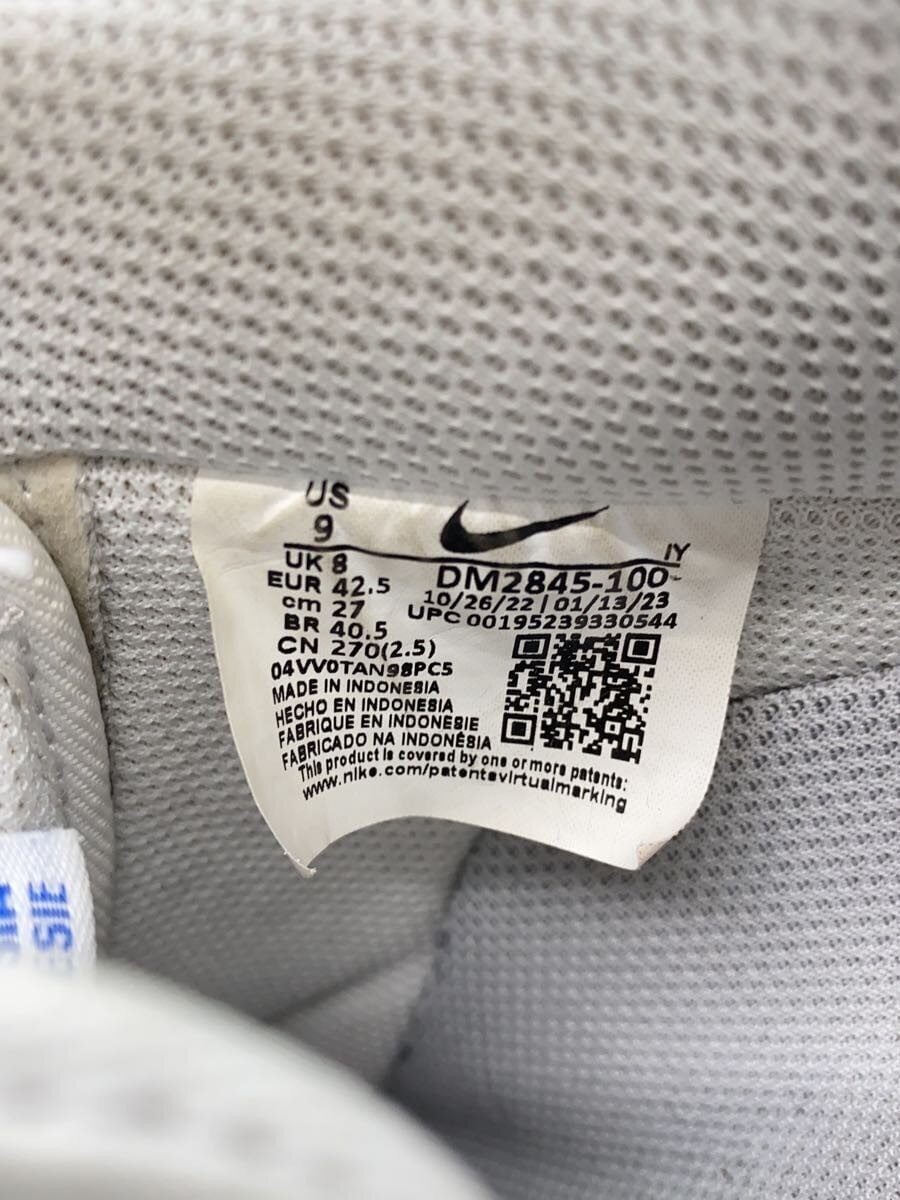 US
9
IY
UK 8
EUR 42.5
cm 27
BR 40.5
CN 270(2.5)
DM2845-100
10/26/22 | 01/13/23
UPC 00195239330544
04VV0TAN98PC5
MADE IN INDONESIA
HECHO EN INDONESIA
FABRIQUE EN INDONESIE
FABRICADO NA INDONÉSIA
This product is covered by one or more patents:
www.nike.com/patentsvirtualmarking